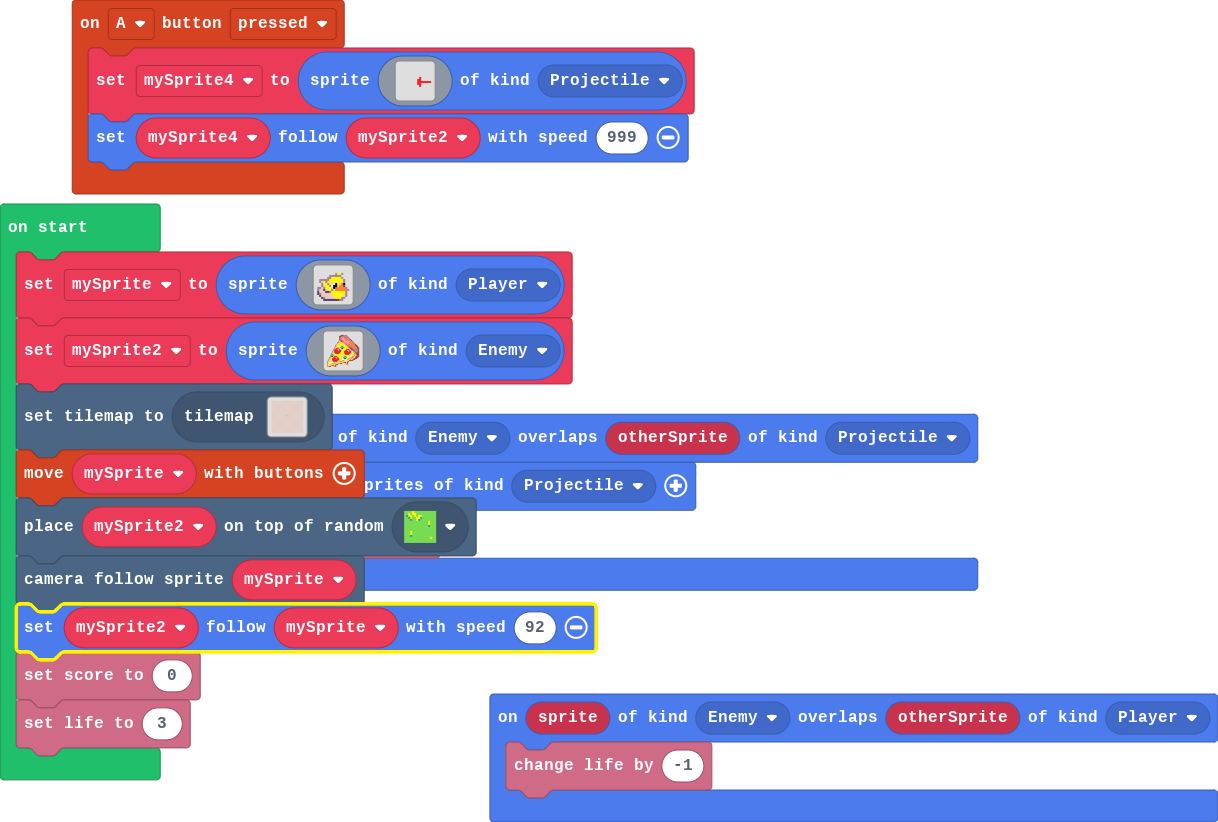 on A button pressed
set mySprite4 to sprite of kind Projectile
set mySprite4 follow mySprite2 with speed 999
on start
set mySprite to sprite of kind Player
set mySprite2 to sprite of kind Enemy
set tilemap to tilemap
of kind Enemy overlaps otherSprite of kind Projectile
move mySprite with buttons
prites of kind Projectile
place mySprite2 on top of random
camera follow sprite mySprite
set mySprite2 follow mySprite with speed 92
set score to 0
set life to 3
on sprite of kind Enemy overlaps otherSprite of kind Player
change life by -1